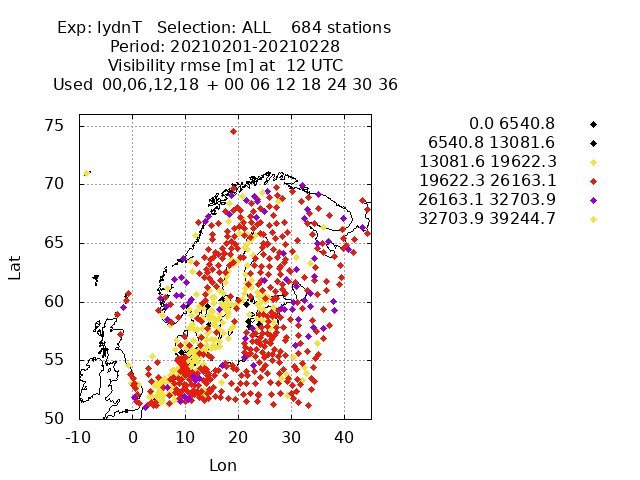 Exp: IydnT   Selection: ALL    684 stations
Period: 20210201-20210228
Visibility rmse [m] at  12 UTC
Used  00,06,12,18  + 00 06 12 18 24 30 36
0.0 6540.8
6540.8 13081.6
13081.6 19622.3
19622.3 26163.1
26163.1 32703.9
32703.9 39244.7
75
70
65
60
55
50
Lat
-10 0 10 20 30 40
Lon